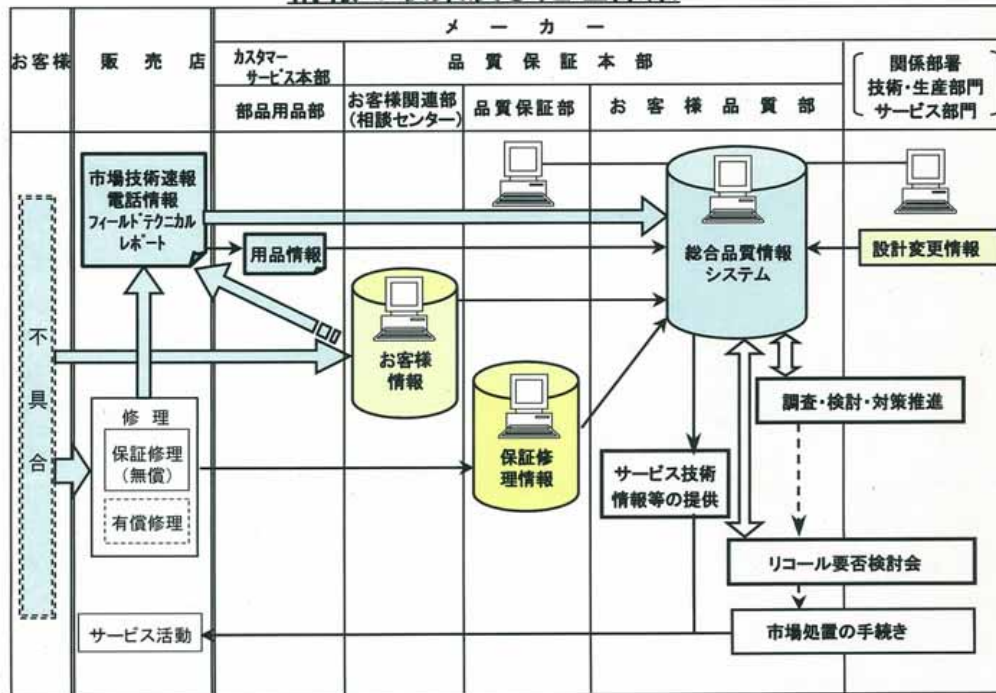 メーカー
お客様
販売店
カスタマー
サービス本部
品質保証本部
関係部署
技術・生産部門
サービス部門
部品用品部
お客様関連部
(相談センター)
品質保証部
お客様品質部
市場技術速報
電話情報
フィールドテクニカル
レポート
用品情報
総合品質情報
システム
設計変更情報
不具合
お客様
情報
修理
保証修理
(無償)
有償修理
保証修
理情報
調査・検討・対策推進
サービス技術
情報等の提供
リコール要否検討会
サービス活動
市場処置の手続き